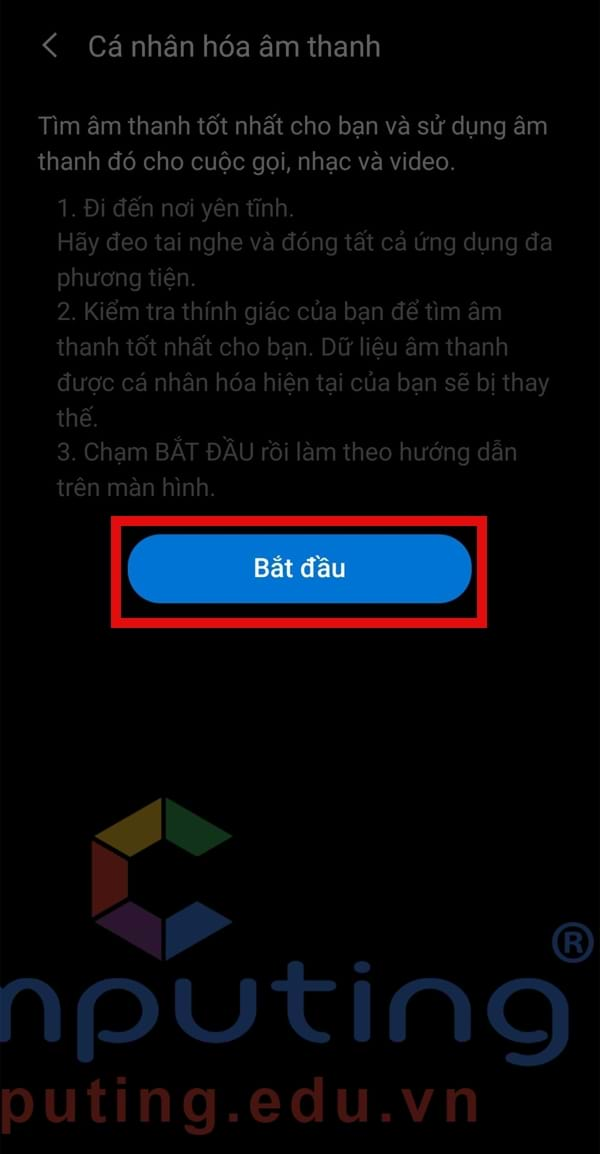 Cá nhân hóa âm thanh
Tìm âm thanh tốt nhất cho bạn và sử dụng âm
thanh đó cho cuộc gọi, nhạc và video.
1. Đi đến nơi yên tĩnh.
Hãy đeo tai nghe và đóng tất cả ứng dụng đa
phương tiện.
2. Kiểm tra thính giác của bạn để tìm âm
thanh tốt nhất cho bạn. Dữ liệu âm thanh
được cá nhân hóa hiện tại của bạn sẽ bị thay
thế.
3. Chạm BẮT ĐẦU rồi làm theo hướng dẫn
trên màn hình.
Bắt đầu
®
mputing
puting.edu.vn